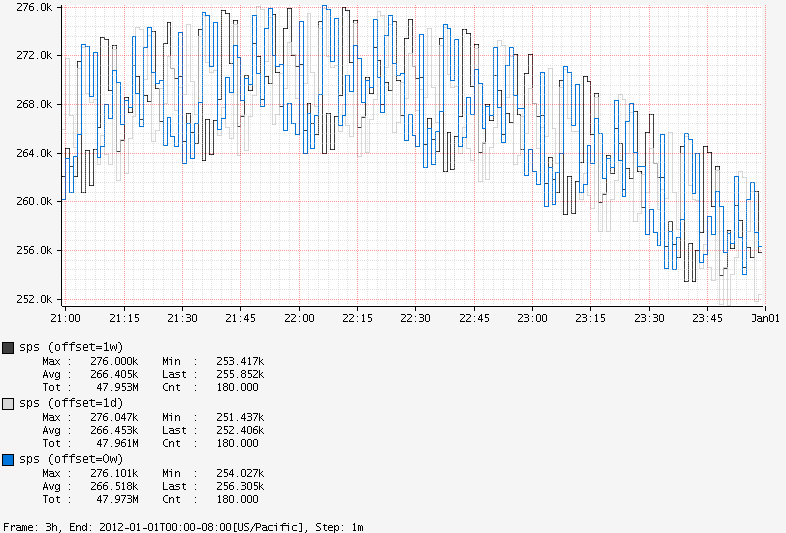 276.0k
272.0k
268.0k
264.0k
260.0k
256.0k
252.0k
21:00 21:15 21:30 21:45 22:00 22:15 22:30 22:45 23:00 23:15 23:30 23:45 Jan01
sps (offset=1w)
Max : 276.000k Min : 253.417k
Avg : 266.405k Last : 255.852k
Tot : 47.953M Cnt : 180.000
sps (offset=1d)
Max : 276.047k Min : 251.437k
Avg : 266.453k Last : 252.406k
Tot : 47.961M Cnt : 180.000
sps (offset=0w)
Max : 276.101k Min : 254.027k
Avg : 266.518k Last : 256.305k
Tot : 47.973M Cnt : 180.000
Frame: 3h, End: 2012-01-01T00:00-08:00[US/Pacific], Step: 1m